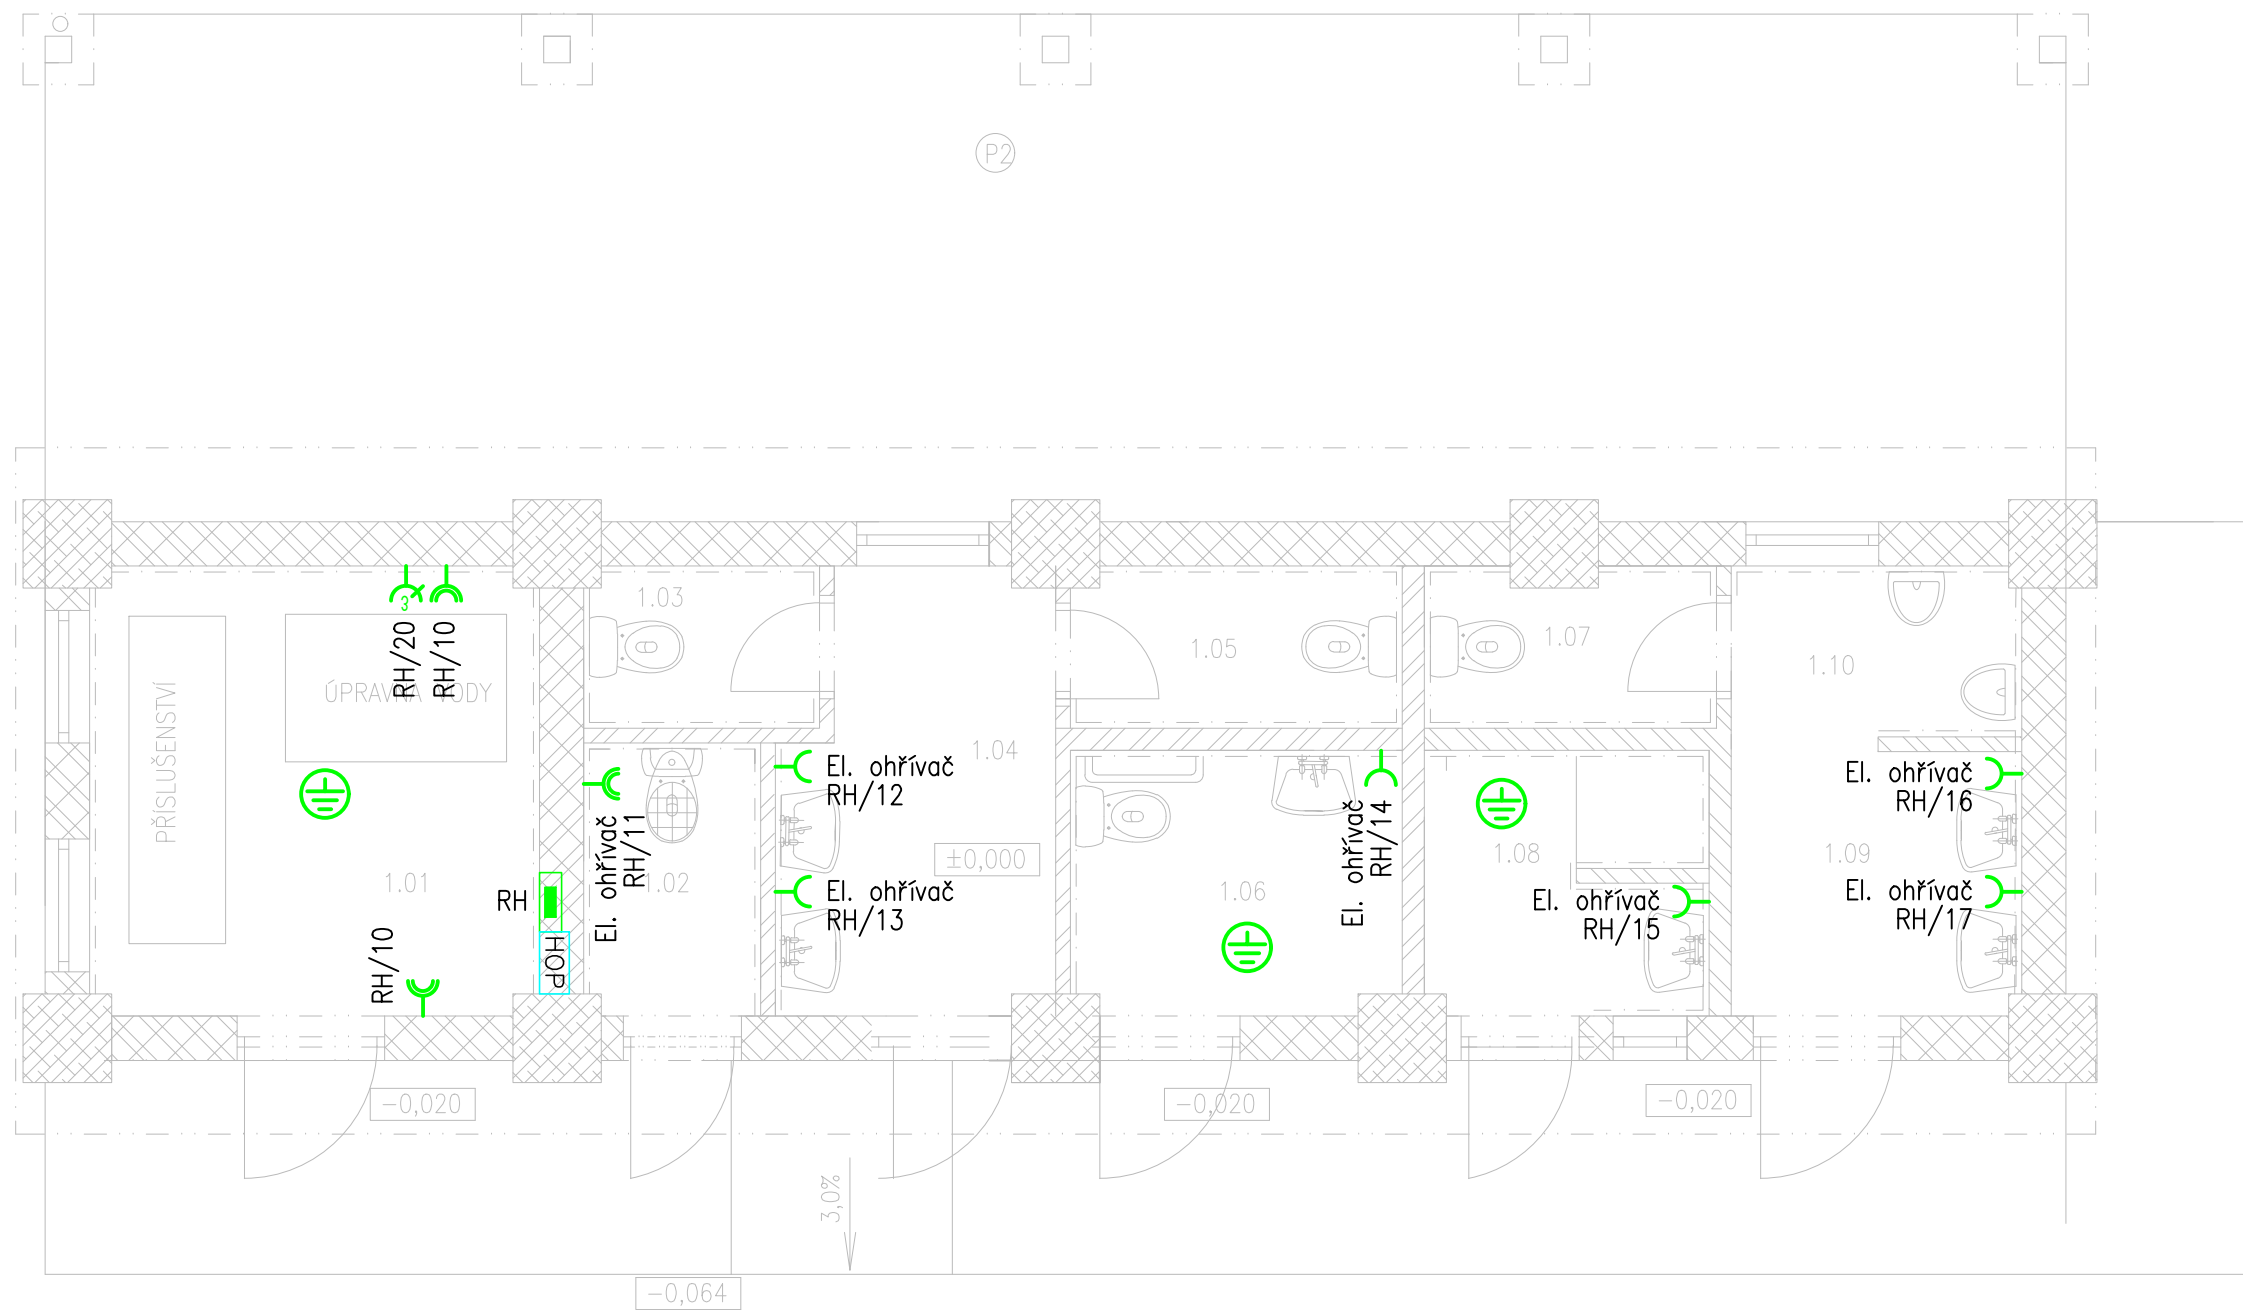 P2
1.03
1.05
1.07
1.10
3
RH/20
RH/10
ÚPRAVNA VODY
PŘÍSLUŠENSTVÍ
1.04
El. ohřívač
RH/12
El. ohřívač
RH/16
El. ohřívač
RH/11
El. ohřívač
RH/14
±0,000
1.01
1.02
1.06
1.08
1.09
RH
El. ohřívač
RH/13
El. ohřívač
RH/15
El. ohřívač
RH/17
HOP
RH/10
-0,020
-0,020
-0,020
3,0%
-0,064